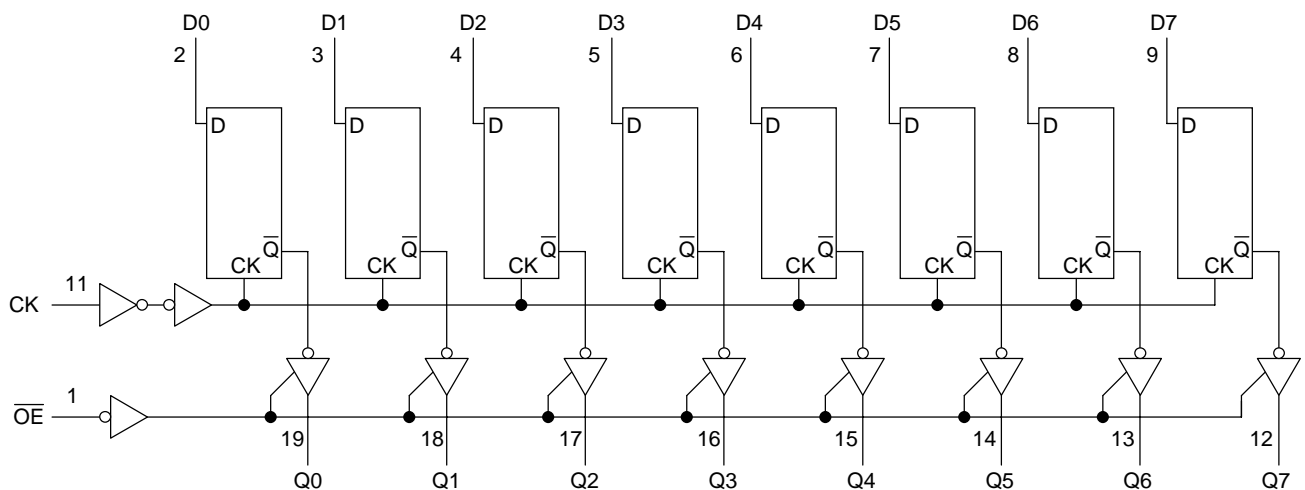 D0 D1 D2 D3 D4 D5 D6 D7
2 3 4 5 6 7 8 9
D D D D D D D D
Q̅ Q̅ Q̅ Q̅ Q̅ Q̅ Q̅ Q̅
CK CK CK CK CK CK CK CK
11
CK
1
O̅E̅
19 18 17 16 15 14 13 12
Q0 Q1 Q2 Q3 Q4 Q5 Q6 Q7